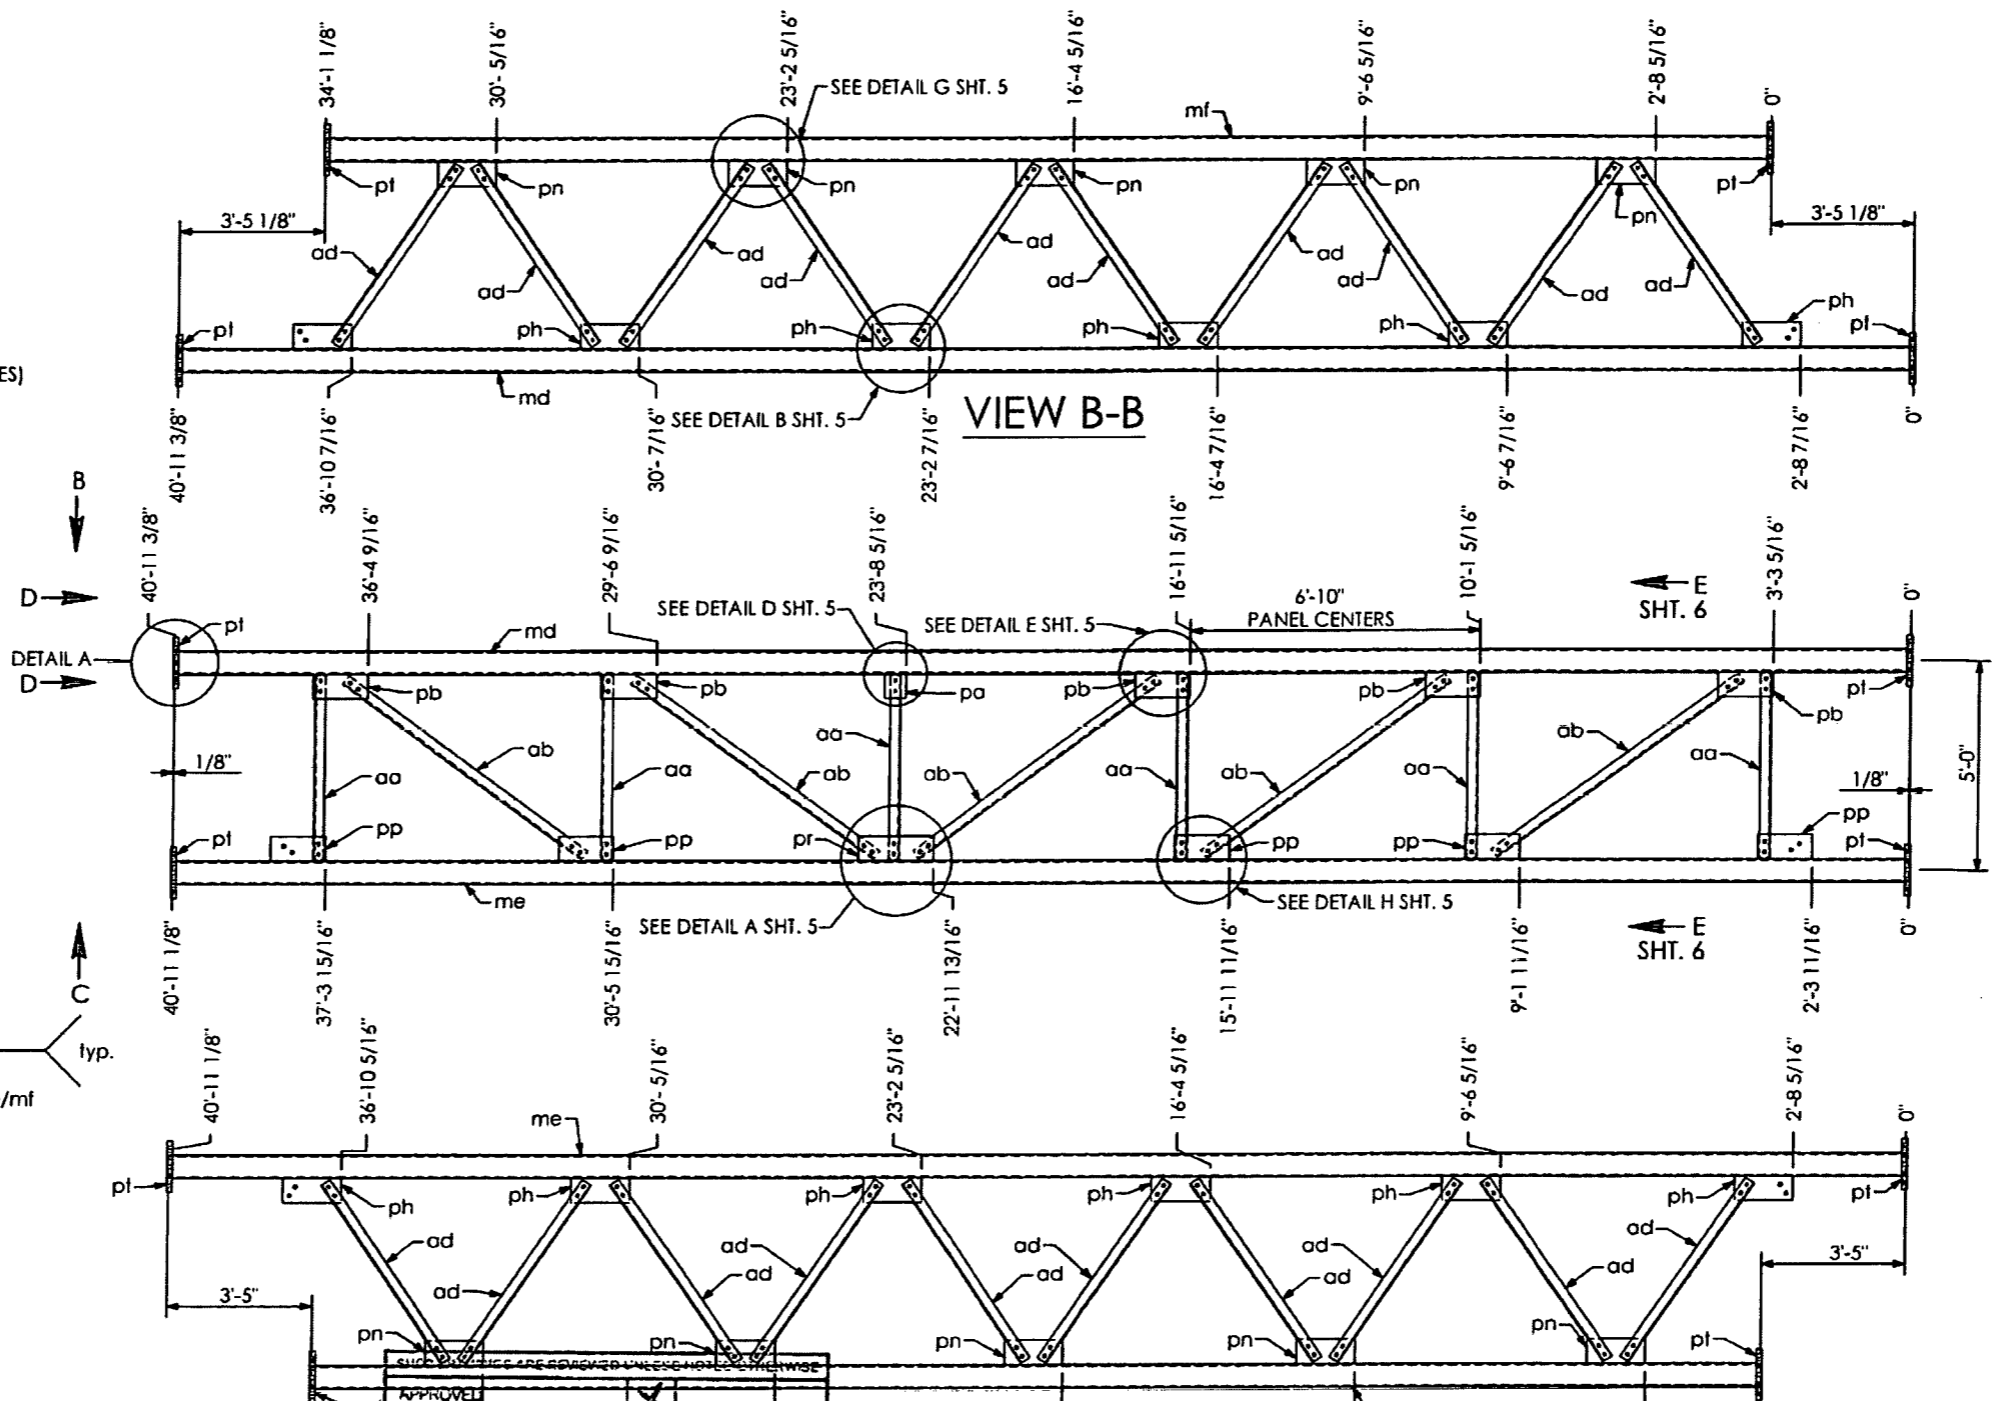 34'-1 1/8"
30'- 5/16"
23'-2 5/16"
SEE DETAIL G SHT. 5
16'-4 5/16"
mf
9'-6 5/16"
2'-8 5/16"
0"
pt
pn
pn
pn
pn
pn
pt
3'-5 1/8"
3'-5 1/8"
ad
ad
ad
ad
ad
ad
ad
ad
ad
ad
pt
ph
ph
ph
ph
ph
pt
ES)
md
SEE DETAIL B SHT. 5
VIEW B-B
40'-11 3/8"
36'-10 7/16"
30'- 7/16"
23'-2 7/16"
16'-4 7/16"
9'-6 7/16"
2'-8 7/16"
0"
B
40'-11 3/8"
36'-4 9/16"
29'-6 9/16"
23'-8 5/16"
16'-11 5/16"
10'-1 5/16"
3'-3 5/16"
0"
D
SEE DETAIL D SHT. 5
SEE DETAIL E SHT. 5
6'-10"
PANEL CENTERS
E
SHT. 6
pt
md
DETAIL A
D
pb
pb
pa
pb
pb
pb
pt
aa
ab
aa
ab
aa
ab
aa
ab
aa
ab
aa
1/8"
1/8"
5'-0"
pt
pp
pp
pr
pp
pp
pp
pt
me
SEE DETAIL A SHT. 5
SEE DETAIL H SHT. 5
E
SHT. 6
40'-11 1/8"
37'-3 15/16"
30'-5 15/16"
22'-11 13/16"
15'-11 11/16"
9'-1 11/16"
2'-3 11/16"
0"
C
typ.
/mf
40'-11 1/8"
36'-10 5/16"
30'- 5/16"
23'-2 5/16"
16'-4 5/16"
9'-6 5/16"
2'-8 5/16"
0"
me
pt
ph
ph
ph
ph
ph
ph
pt
ad
ad
ad
ad
ad
ad
ad
ad
ad
ad
3'-5"
3'-5"
pn
pn
pn
pn
pn
pt
ARE REVIEWED UNLESS NOTED OTHERWISE
APPROVED